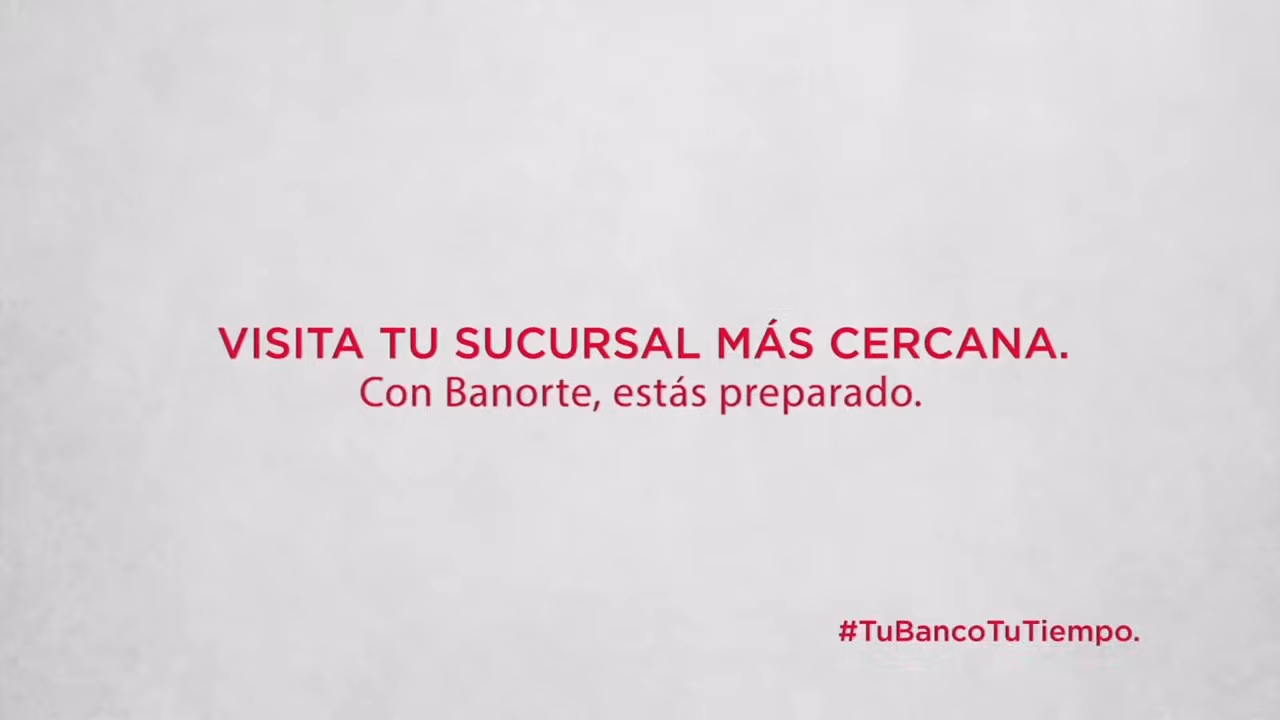 VISITA TU SUCURSAL MÁS CERCANA.
Con Banorte, estás preparado.
#TuBancoTuTiempo.